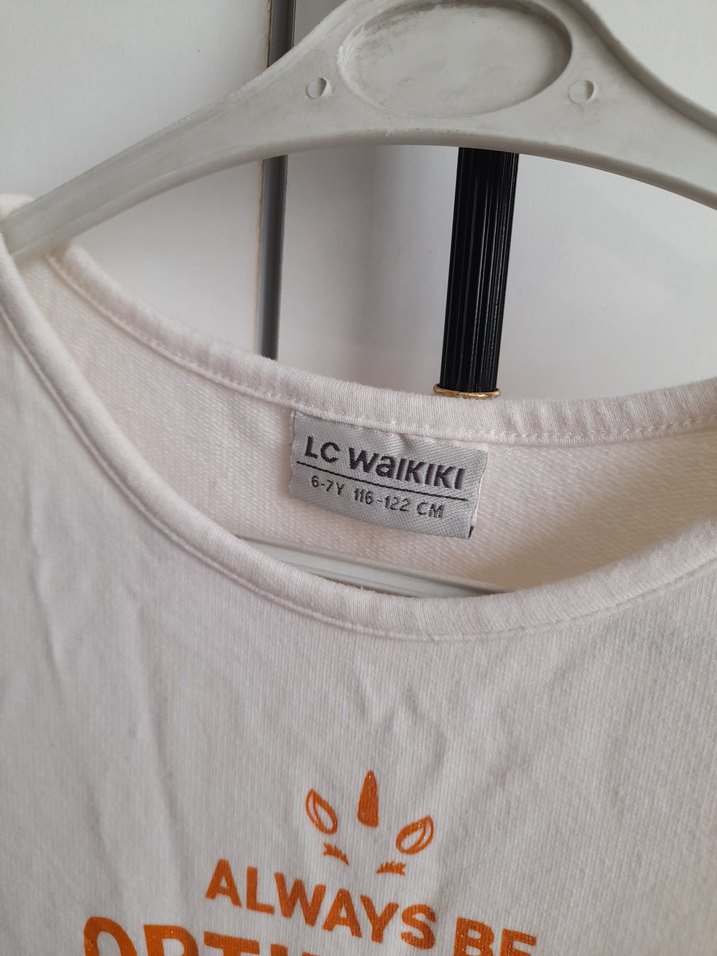 LC WAIKIKI
6-7Y 116-122 CM
ALWAYS BE